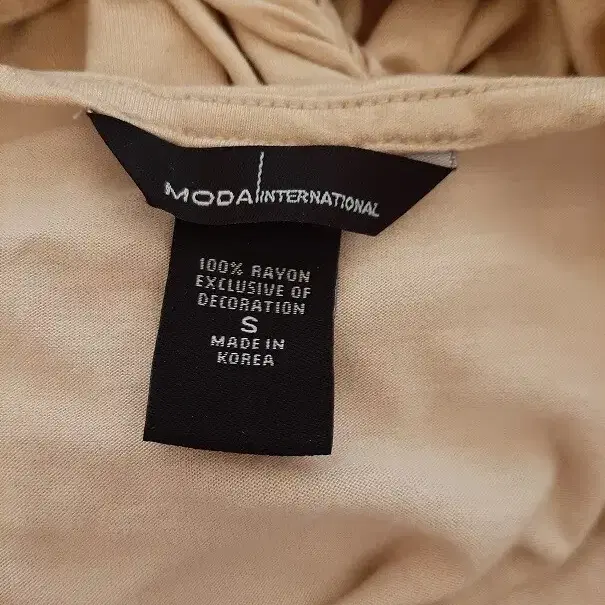 MODA INTERNATIONAL
100% RAYON
EXCLUSIVE OF
DECORATION
S
MADE IN
KOREA